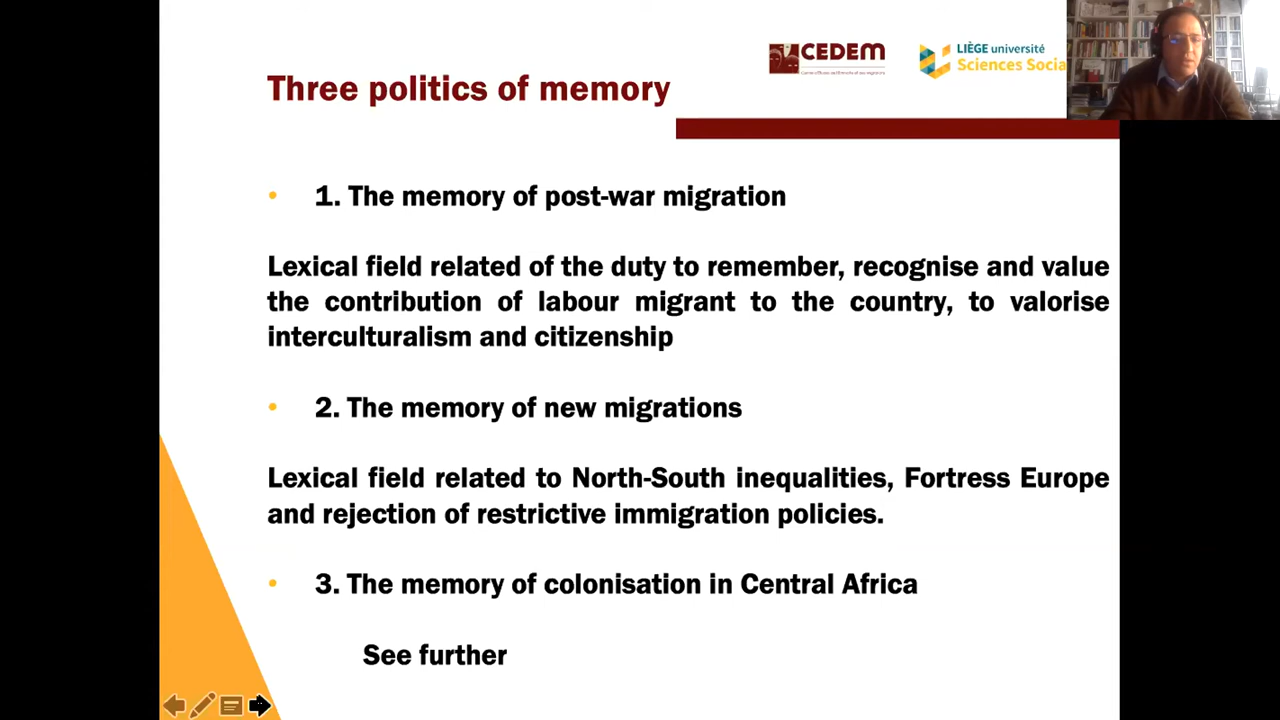 CEDEM
LIÈGE université
Sciences Socia
Three politics of memory
• 1. The memory of post-war migration
Lexical field related of the duty to remember, recognise and value
the contribution of labour migrant to the country, to valorise
interculturalism and citizenship
• 2. The memory of new migrations
Lexical field related to North-South inequalities, Fortress Europe
and rejection of restrictive immigration policies.
• 3. The memory of colonisation in Central Africa
See further